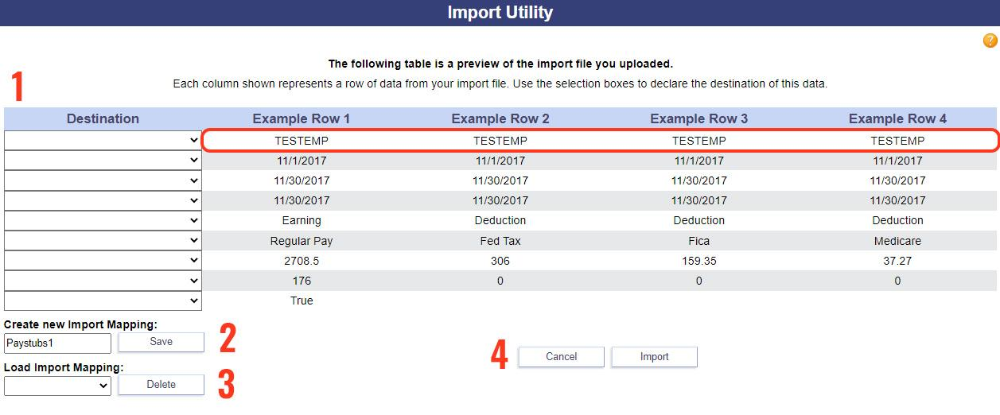 Import Utility
?
The following table is a preview of the import file you uploaded.
1
Each column shown represents a row of data from your import file. Use the selection boxes to declare the destination of this data.
Destination Example Row 1 Example Row 2 Example Row 3 Example Row 4
TESTEMP TESTEMP TESTEMP TESTEMP
11/1/2017 11/1/2017 11/1/2017 11/1/2017
11/30/2017 11/30/2017 11/30/2017 11/30/2017
11/30/2017 11/30/2017 11/30/2017 11/30/2017
Earning Deduction Deduction Deduction
Regular Pay Fed Tax Fica Medicare
2708.5 306 159.35 37.27
176 0 0 0
True
Create new Import Mapping:
Paystubs1 Save 2
4 Cancel Import
Load Import Mapping:
Delete 3